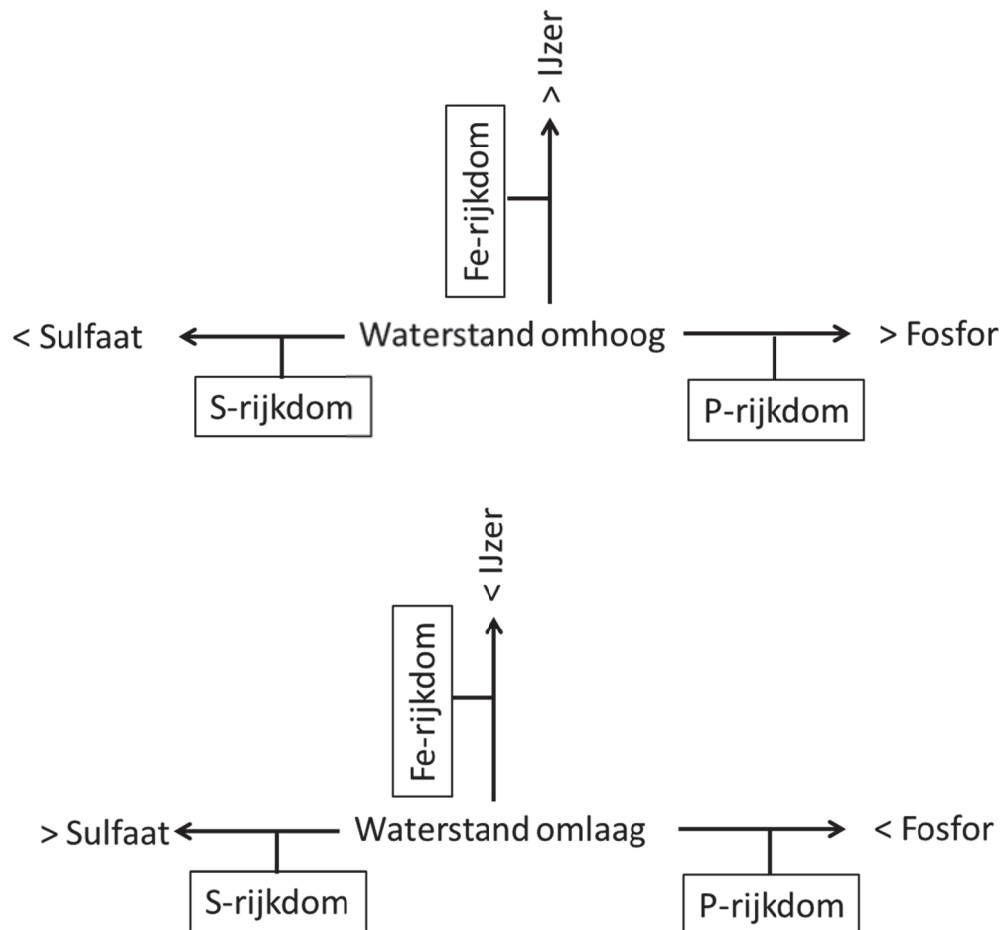 > IJzer
Fe-rijkdom
< Sulfaat
Waterstand omhoog
> Fosfor
S-rijkdom
P-rijkdom
< IJzer
Fe-rijkdom
> Sulfaat
Waterstand omlaag
< Fosfor
S-rijkdom
P-rijkdom